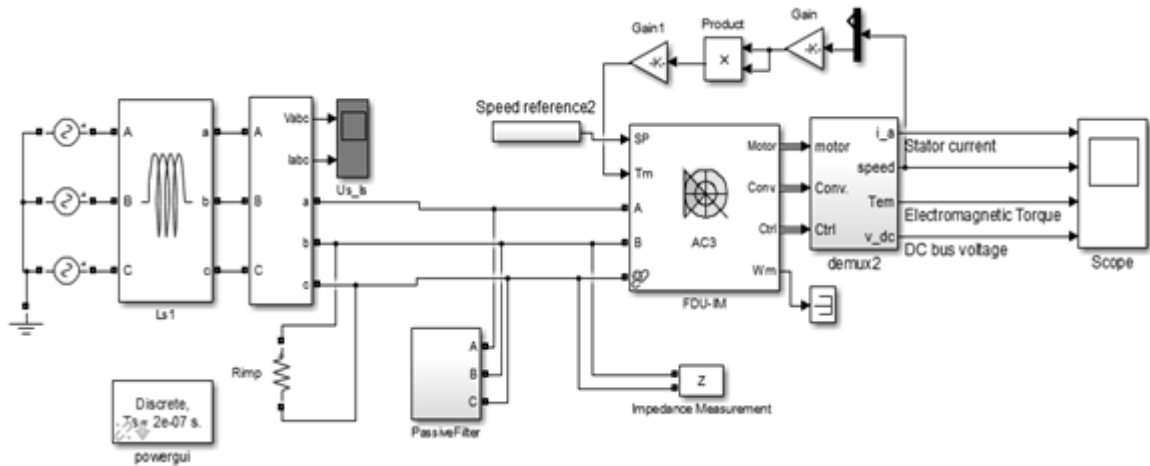 Gain1
Product
Gain
-K-
X
-K-
Speed reference2
A
B
C
a
b
c
Ls1
A
B
C
Vabc
Iabc
a
b
c
Us_Is
SP
Tm
A
B
Motor
Conv
Ctrl
Wm
AC3
FDU-IM
motor
Conv.
Ctrl
i_a
speed
Tem
v_dc
demux2
Stator current
Electromagnetic Torque
DC bus voltage
Scope
Rimp
A
B
C
PassiveFilter
Z
Impedance Measurement
Discrete,
Ts = 2e-07 s.
powergui